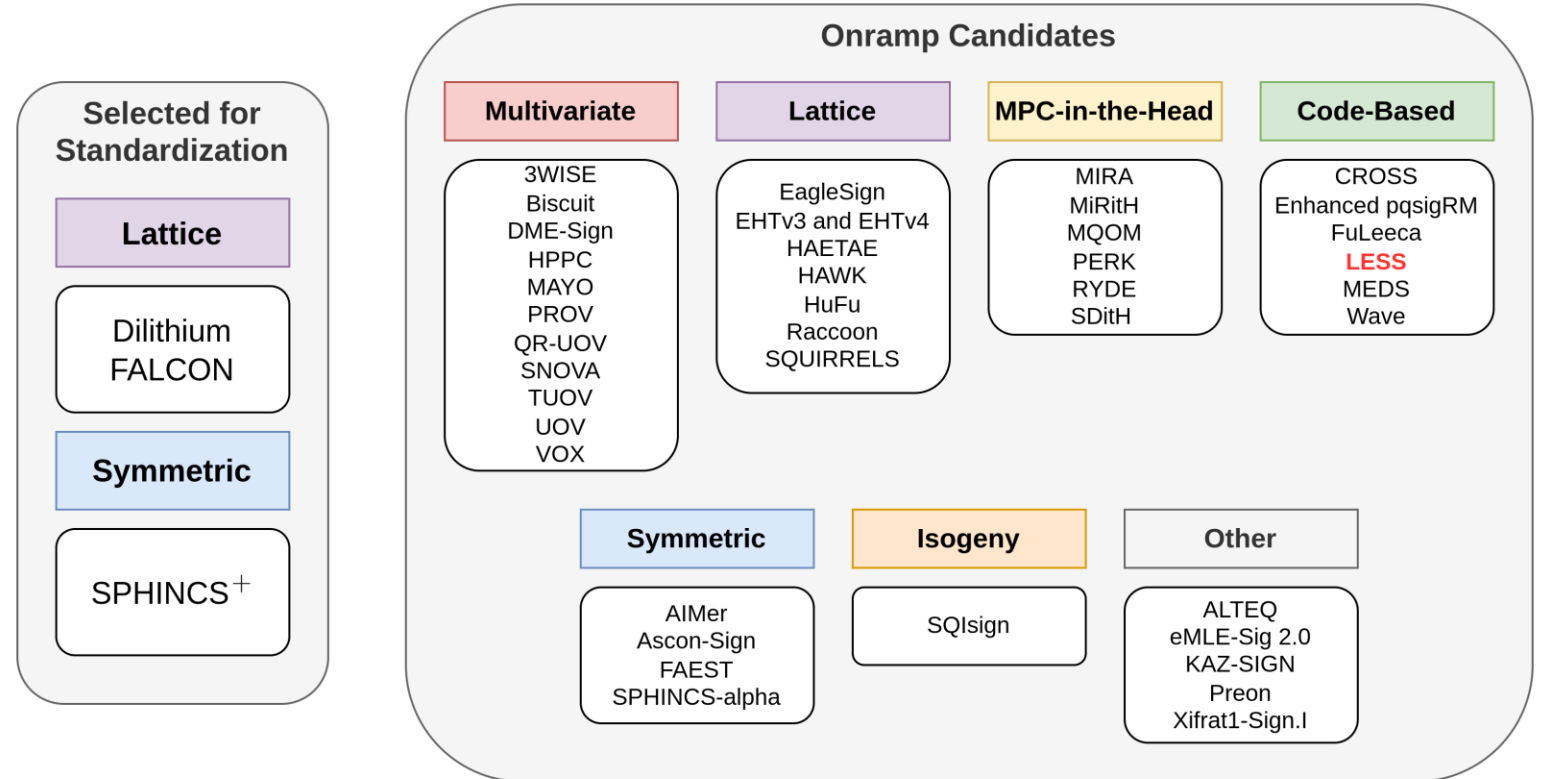 Selected for
Standardization
Lattice
Dilithium
FALCON
Symmetric
SPHINCS+
Onramp Candidates
Multivariate
3WISE
Biscuit
DME-Sign
HPPC
MAYO
PROV
QR-UOV
SNOVA
TUOV
UOV
VOX
Lattice
EagleSign
EHTv3 and EHTv4
HAETAE
HAWK
HuFu
Raccoon
SQUIRRELS
MPC-in-the-Head
MIRA
MiRitH
MQOM
PERK
RYDE
SDitH
Code-Based
CROSS
Enhanced pqsigRM
FuLeeca
LESS
MEDS
Wave
Symmetric
AIMer
Ascon-Sign
FAEST
SPHINCS-alpha
Isogeny
SQIsign
Other
ALTEQ
eMLE-Sig 2.0
KAZ-SIGN
Preon
Xifrat1-Sign.I